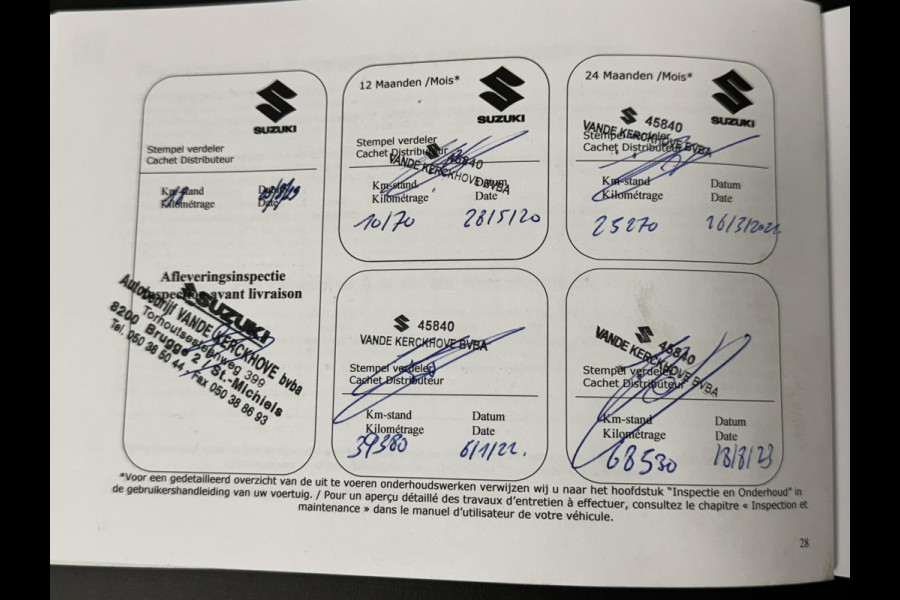 SUZUKI
Stempel verdeler
Cachet Distributeur
Km-stand
Kilométrage
Datum
Date
Afleveringsinspectie
Inspection avant livraison
SUZUKI
Autobedrijf VANDE KERCKHOVE bvba
Torhoutsesteenweg 399
8200 Brugge 2 / St.-Michiels
Tel. 050 38 50 44 / Fax 050 38 86 93
12 Maanden /Mois*
SUZUKI
Stempel verdeler
Cachet Distributeur
45840
VANDE KERCKHOVE BVBA
Km-stand
Kilométrage
Datum
Date
10170
28/5/20
24 Maanden /Mois*
SUZUKI
45840
VANDE KERCKHOVE BVBA
Stempel verdeler
Cachet Distributeur
Km-stand
Kilométrage
Datum
Date
25270
26/3/2021
45840
VANDE KERCKHOVE BVBA
Stempel verdeler
Cachet Distributeur
Km-stand
Kilométrage
Datum
Date
39380
6/1/22.
45840
VANDE KERCKHOVE BVBA
Stempel verdeler
Cachet Distributeur
Km-stand
Kilométrage
Datum
Date
68530
*Voor een gedetailleerd overzicht van de uit te voeren onderhoudswerken verwijzen wij u naar het hoofdstuk "Inspectie en Onderhoud" in
de gebruikershandleiding van uw voertuig. / Pour un aperçu détaillé des travaux d'entretien à effectuer, consultez le chapitre « Inspection et
maintenance » dans le manuel d'utilisateur de votre véhicule.
28